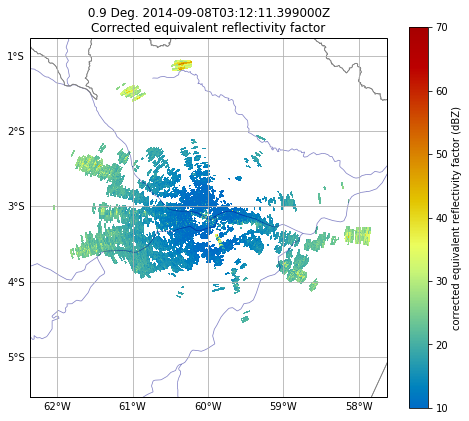 0.9 Deg. 2014-09-08T03:12:11.399000Z
Corrected equivalent reflectivity factor
1°S
2°S
3°S
4°S
5°S
62°W 61°W 60°W 59°W 58°W
70
60
50
40
30
20
10
corrected equivalent reflectivity factor (dBZ)